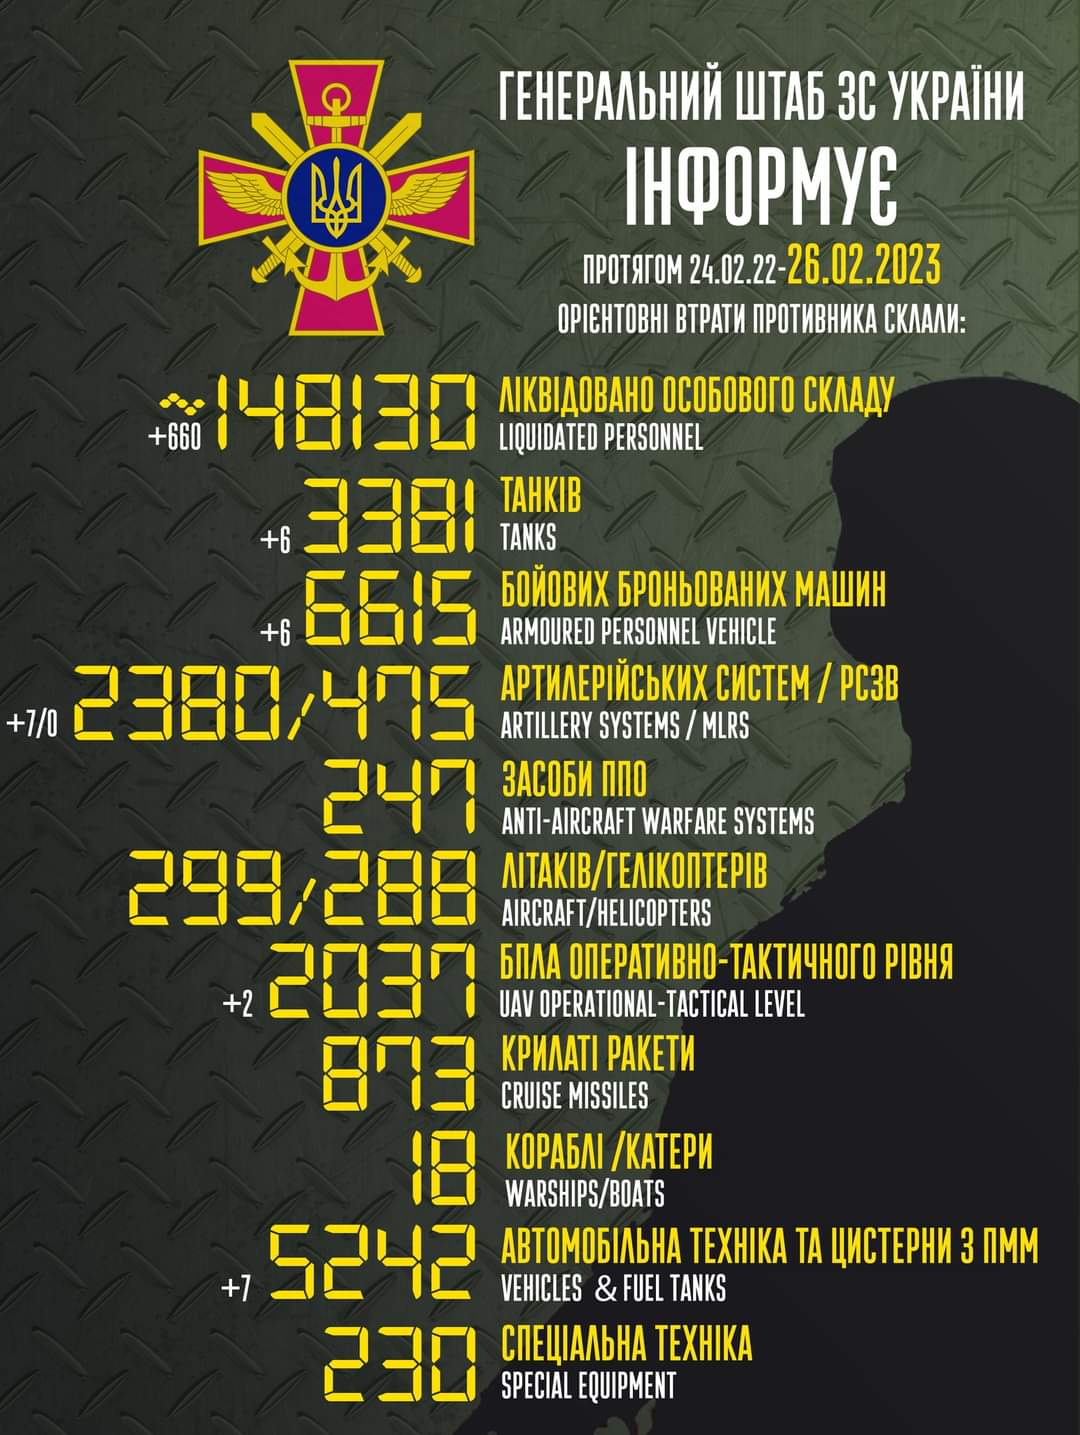 ГЕНЕРАЛЬНИЙ ШТАБ ЗС УКРАЇНИ
ІНФОРМУЄ
ПРОТЯГОМ 24.02.22-26.02.2023
ОРІЄНТОВНІ ВТРАТИ ПРОТИВНИКА СКЛАЛИ:
+660 ~148130 ЛІКВІДОВАНО ОСОБОВОГО СКЛАДУ
LIQUIDATED PERSONNEL
+6 3381 ТАНКІВ
TANKS
+6 6615 БОЙОВИХ БРОНЬОВАНИХ МАШИН
ARMOURED PERSONNEL VEHICLE
+7/0 2380/475 АРТИЛЕРІЙСЬКИХ СИСТЕМ / РСЗВ
ARTILLERY SYSTEMS / MLRS
247 ЗАСОБИ ППО
ANTI-AIRCRAFT WARFARE SYSTEMS
299/288 ЛІТАКІВ/ГЕЛІКОПТЕРІВ
AIRCRAFT/HELICOPTERS
+2 2037 БПЛА ОПЕРАТИВНО-ТАКТИЧНОГО РІВНЯ
UAV OPERATIONAL-TACTICAL LEVEL
873 КРИЛАТІ РАКЕТИ
CRUISE MISSILES
18 КОРАБЛІ /КАТЕРИ
WARSHIPS/BOATS
+7 5242 АВТОМОБІЛЬНА ТЕХНІКА ТА ЦИСТЕРНИ З ПММ
VEHICLES & FUEL TANKS
230 СПЕЦІАЛЬНА ТЕХНІКА
SPECIAL EQUIPMENT